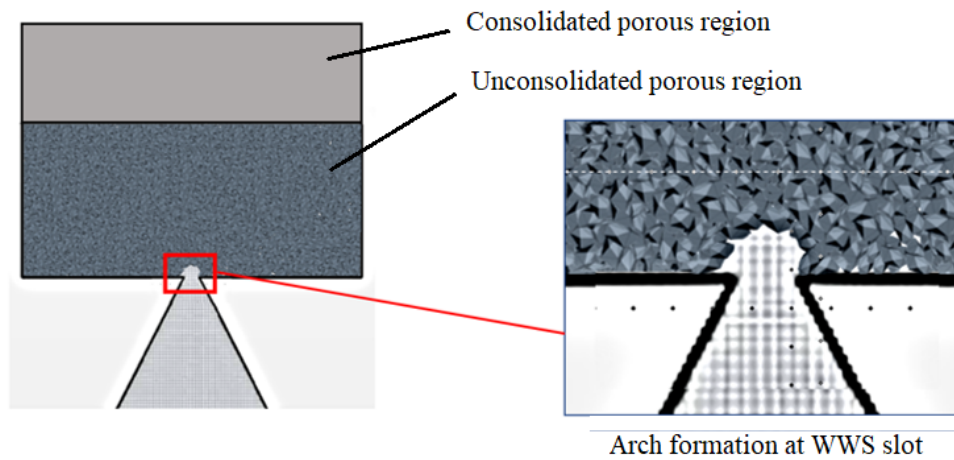 Consolidated porous region
Unconsolidated porous region
Arch formation at WWS slot